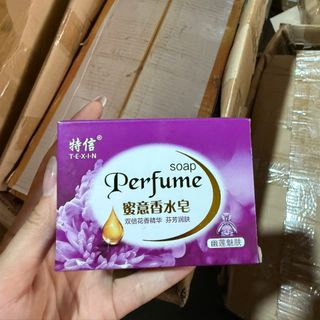 特信®
T·E·X·I·N
soap
Perfume
蜜意香水皂
双倍花香精华 芬芳润肤
幽莲魅肤